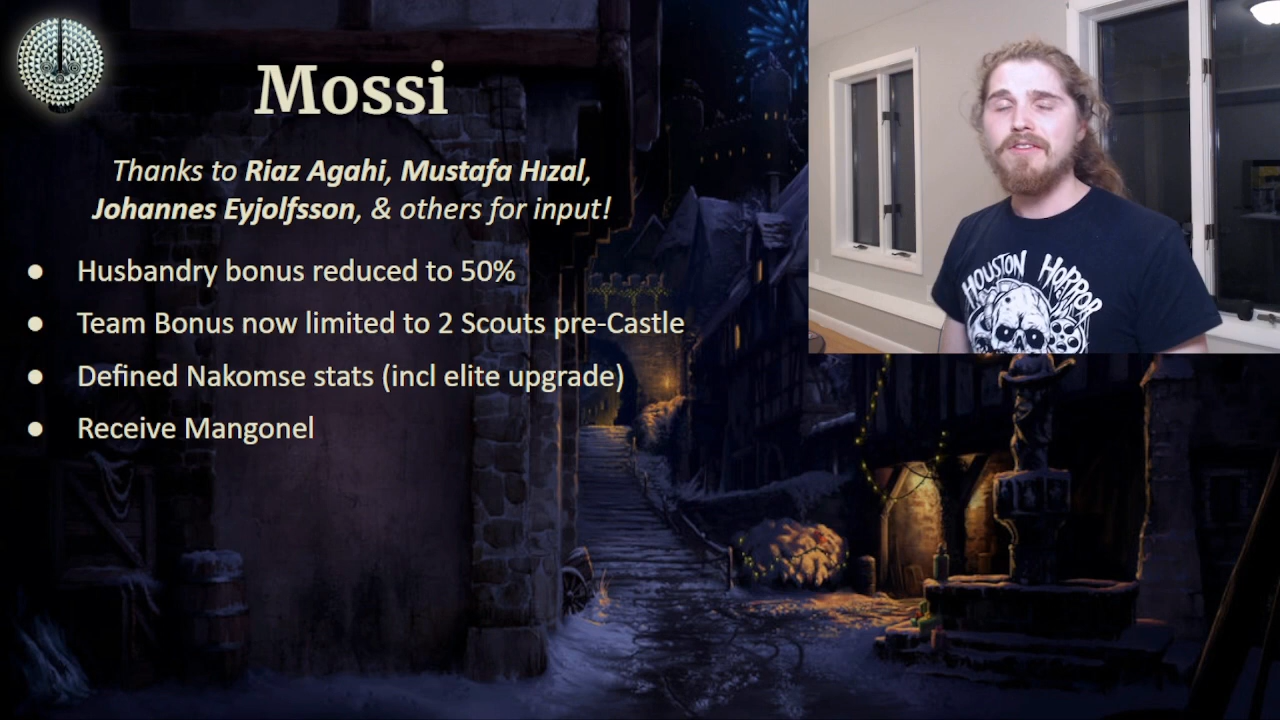 Mossi
Thanks to Riaz Agahi, Mustafa Hızal,
Johannes Eyjolfsson, & others for input!
● Husbandry bonus reduced to 50%
● Team Bonus now limited to 2 Scouts pre-Castle
● Defined Nakomse stats (incl elite upgrade)
● Receive Mangonel
HOUSTON HORROR